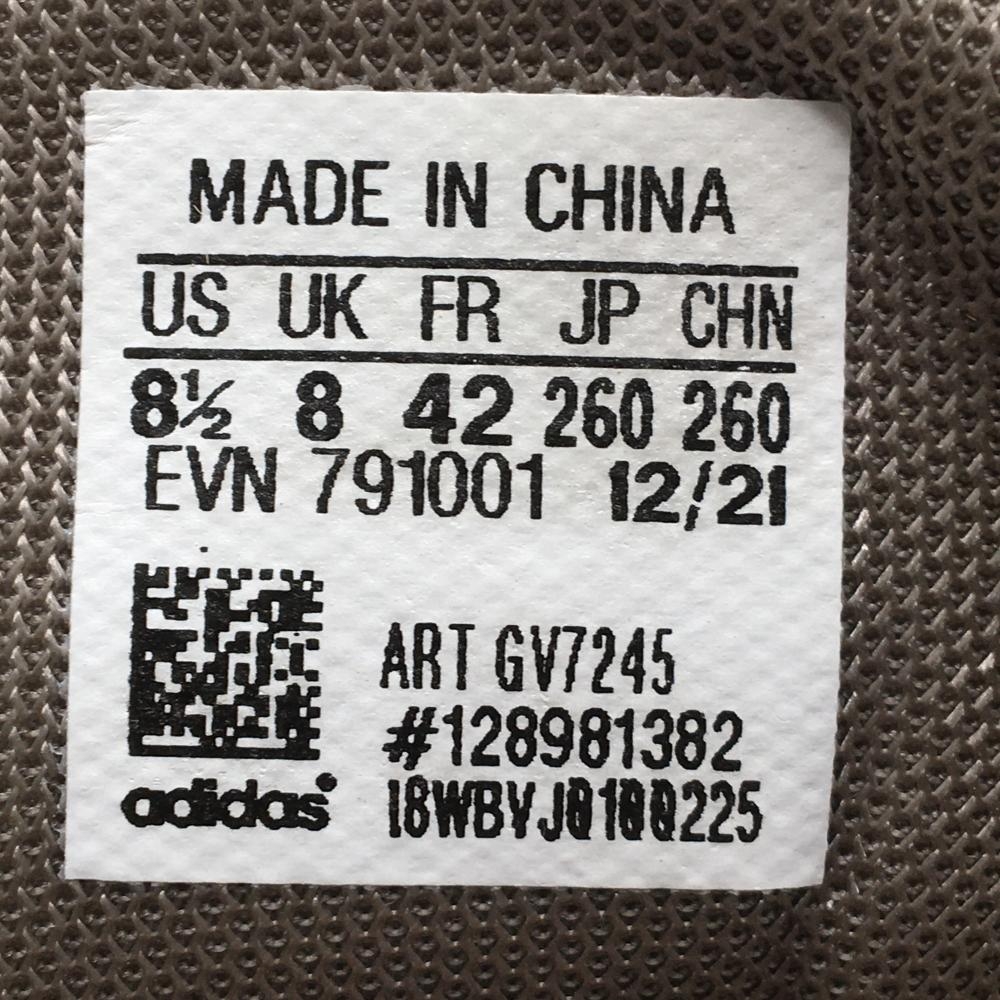 MADE IN CHINA
US UK FR JP CHN
8½ 8 42 260 260
EVN 791001 12/21
ART GV7245
#128981382
adidas